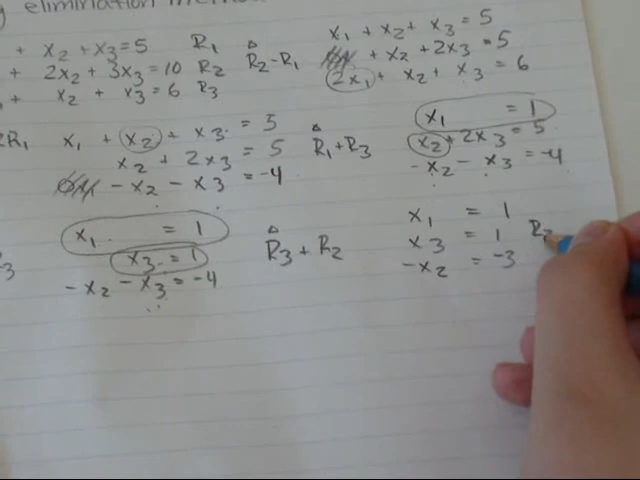 elimination
+ x2 + x3 = 5 R1
+ 2x2 + 3x3 = 10 R2 R2 - R1
+ x2 + x3 = 6 R3
x1 + x2 + x3 = 5
+ x2 + 2x3 = 5
2x1 + x2 + x3 = 6
2R1 x1 + x2 + x3 = 5
x2 + 2x3 = 5 R1 + R3
- x2 - x3 = -4
x1 = 1
x2 + 2x3 = 5
- x2 - x3 = -4
x1 = 1
x3 = 1 R3 + R2
- x2 - x3 = -4
x1 = 1
x3 = 1 R2
-x2 = -3